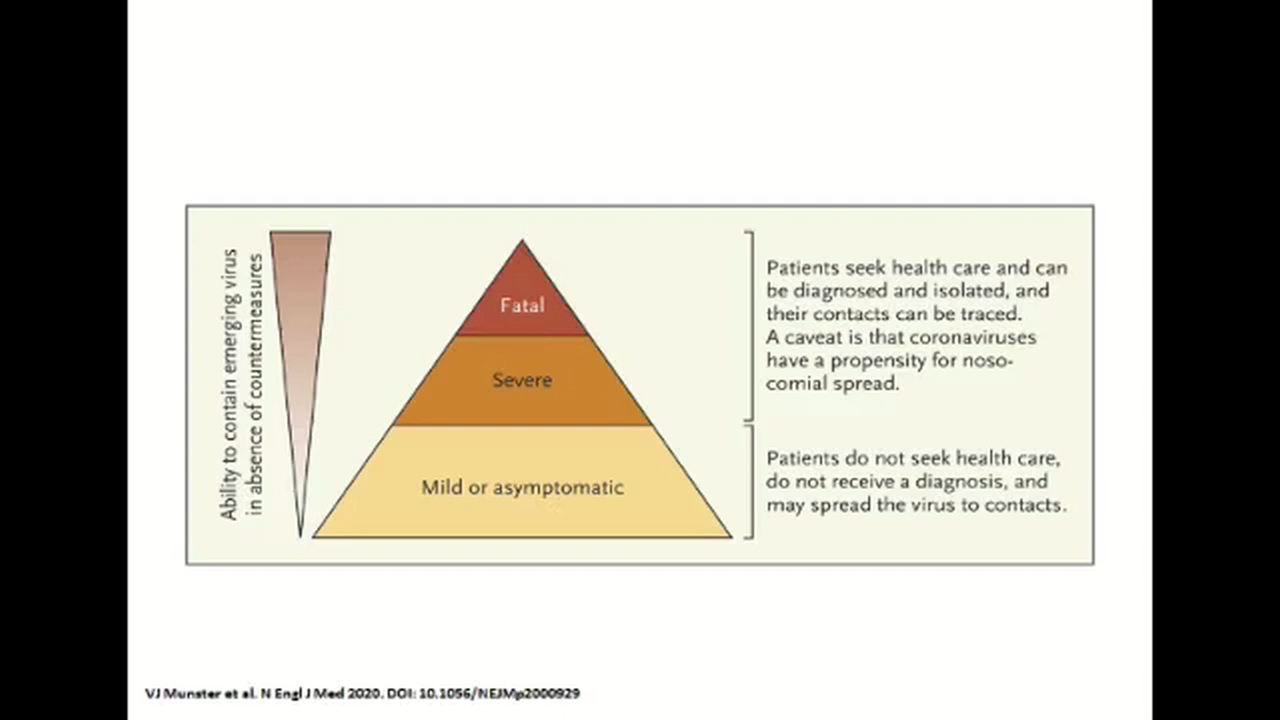 Ability to contain emerging virus
in absence of countermeasures
Fatal
Severe
Mild or asymptomatic
Patients seek health care and can
be diagnosed and isolated, and
their contacts can be traced.
A caveat is that coronaviruses
have a propensity for noso-
comial spread.
Patients do not seek health care,
do not receive a diagnosis, and
may spread the virus to contacts.
VJ Munster et al. N Engl J Med 2020. DOI: 10.1056/NEJMp2000929